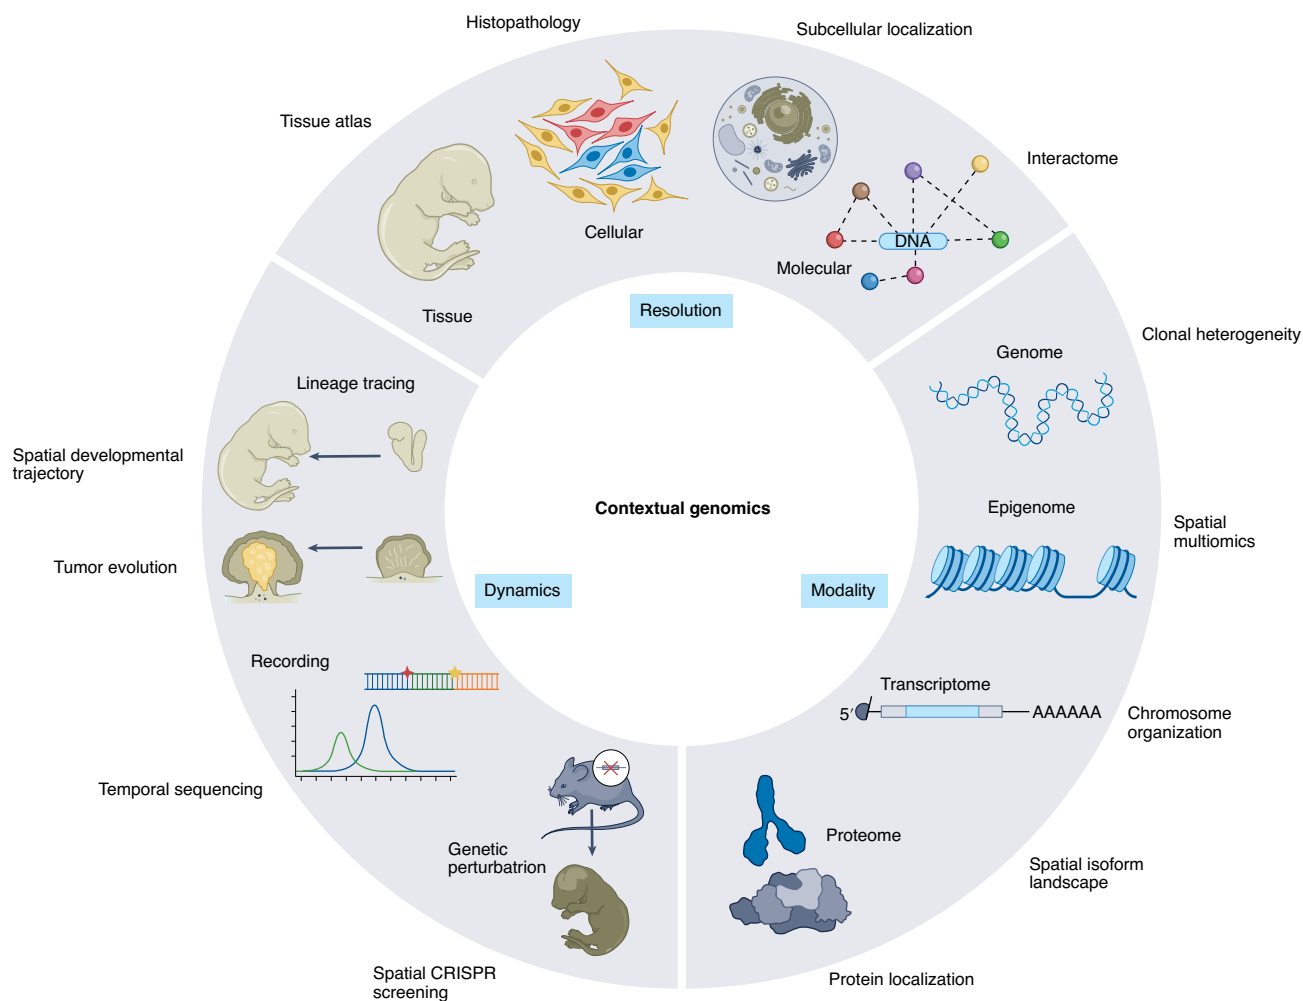 Histopathology
Subcellular localization
Tissue atlas
Interactome
Cellular
DNA
Molecular
Tissue
Resolution
Clonal heterogeneity
Genome
Lineage tracing
Spatial developmental
trajectory
Contextual genomics
Epigenome
Spatial
multiomics
Tumor evolution
Dynamics
Modality
Recording
Transcriptome
5′
AAAAAA
Chromosome
organization
Temporal sequencing
Genetic
perturbatrion
Proteome
Spatial isoform
landscape
Spatial CRISPR
screening
Protein localization